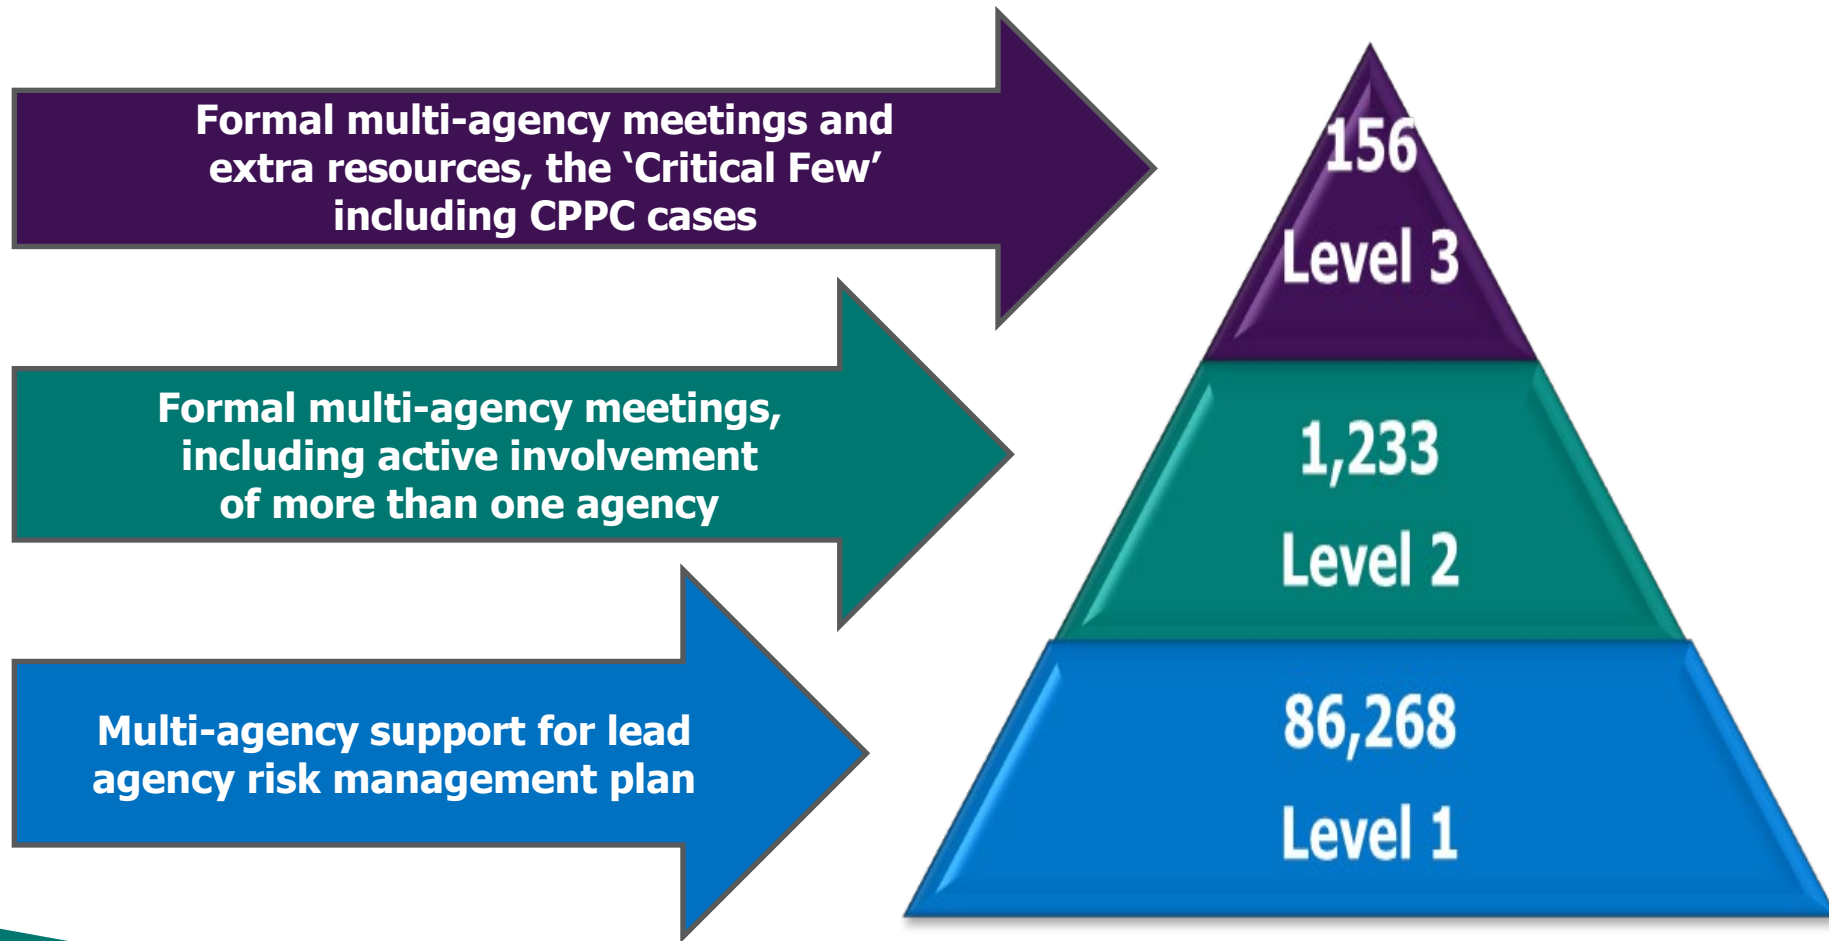 Formal multi-agency meetings and
extra resources, the ‘Critical Few’
including CPPC cases
156
Level 3
Formal multi-agency meetings,
including active involvement
of more than one agency
1,233
Level 2
Multi-agency support for lead
agency risk management plan
86,268
Level 1